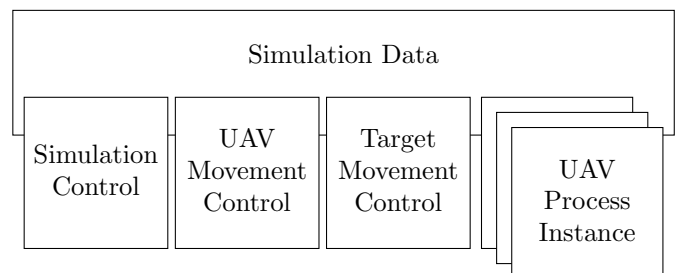 Simulation Data
Simulation
Control
UAV
Movement
Control
Target
Movement
Control
UAV
Process
Instance